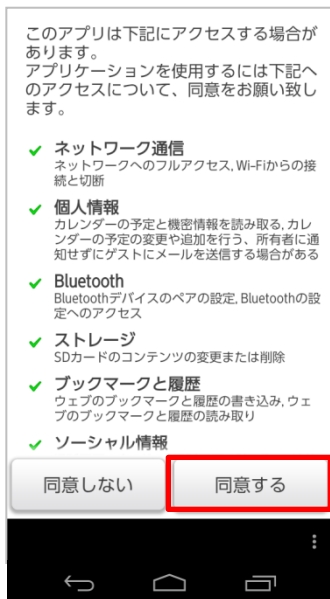 このアプリは下記にアクセスする場合が
あります。
アプリケーションを使用するには下記へ
のアクセスについて、同意をお願い致し
ます。
ネットワーク通信
ネットワークへのフルアクセス, Wi-Fiからの接
続と切断
個人情報
カレンダーの予定と機密情報を読み取る, カレ
ンダーの予定の変更や追加を行う、所有者に通
知せずにゲストにメールを送信する場合がある
Bluetooth
Bluetoothデバイスのペアの設定, Bluetoothの設
定へのアクセス
ストレージ
SDカードのコンテンツの変更または削除
ブックマークと履歴
ウェブのブックマークと履歴の書き込み, ウェ
ブのブックマークと履歴の読み取り
ソーシャル情報
同意しない
同意する